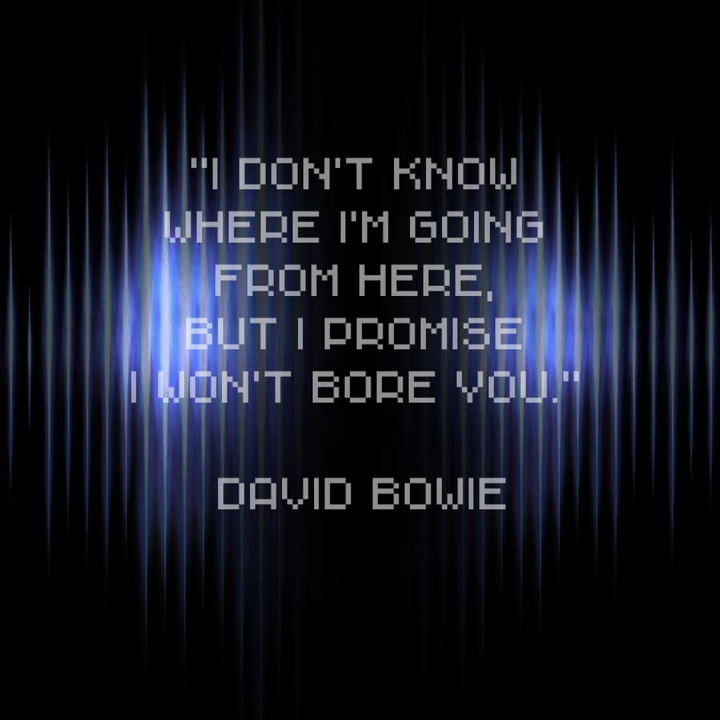 "I DON'T KNOW
WHERE I'M GOING
FROM HERE,
BUT I PROMISE
I WON'T BORE YOU."
DAVID BOWIE